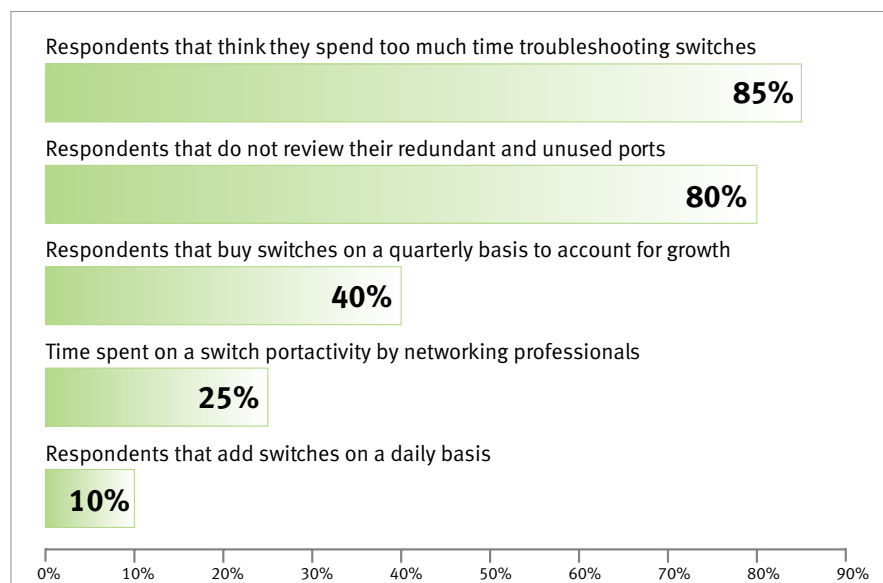 Respondents that think they spend too much time troubleshooting switches
85%
Respondents that do not review their redundant and unused ports
80%
Respondents that buy switches on a quarterly basis to account for growth
40%
Time spent on a switch portactivity by networking professionals
25%
Respondents that add switches on a daily basis
10%
0% 10% 20% 30% 40% 50% 60% 70% 80% 90%